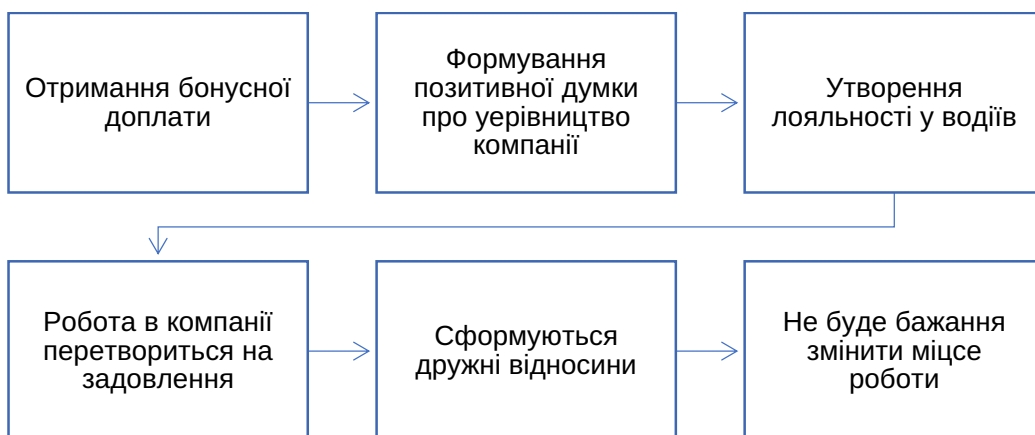 Отримання бонусної
доплати
Формування
позитивної думки
про уерівництво
компанії
Утворення
лояльності у водіїв
Робота в компанії
перетвориться на
задовлення
Сформуються
дружні відносини
Не буде бажання
змінити міцсе
роботи